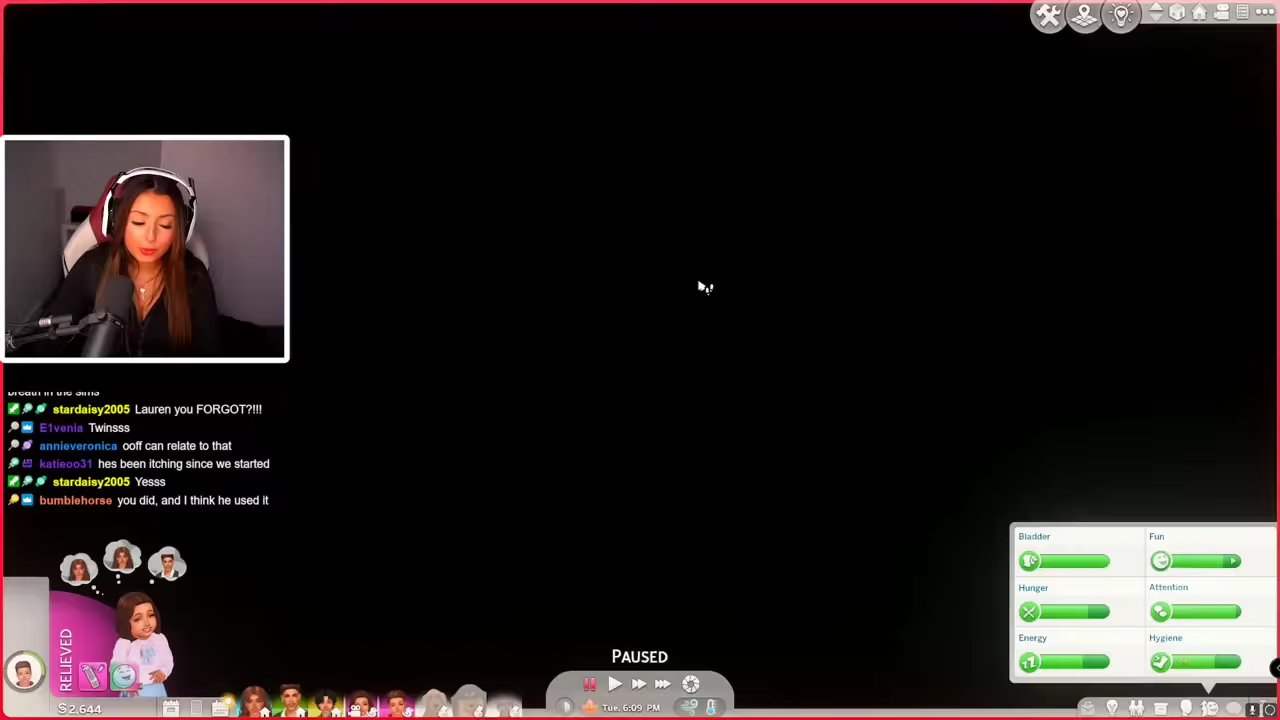 breath in the sims
stardaisy2005 Lauren you FORGOT?!!!
E1venia Twinsss
annieveronica ooff can relate to that
katieoo31 hes been itching since we started
stardaisy2005 Yesss
bumblehorse you did, and I think he used it
Bladder
Fun
Hunger
Attention
Energy
Hygiene
RELIEVED
PAUSED
$2,644
Tue. 6:09 PM